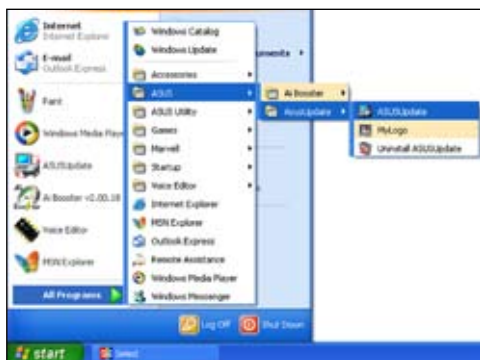 Internet
Internet Explorer
E-mail
Outlook Express
Paint
Windows Media Player
ASUSUpdate
Ai Booster v2.00.18
Voice Editor
MSN Explorer
All Programs
Windows Catalog
Windows Update
Accessories
ASUS
ASUS Utility
Games
Marvell
Startup
Voice Editor
Internet Explorer
MSN Explorer
Outlook Express
Remote Assistance
Windows Media Player
Windows Messenger
Ai Booster
AsusUpdate
ASUSUpdate
MyLogo
Uninstall ASUSUpdate
Log Off
Shut Down
start